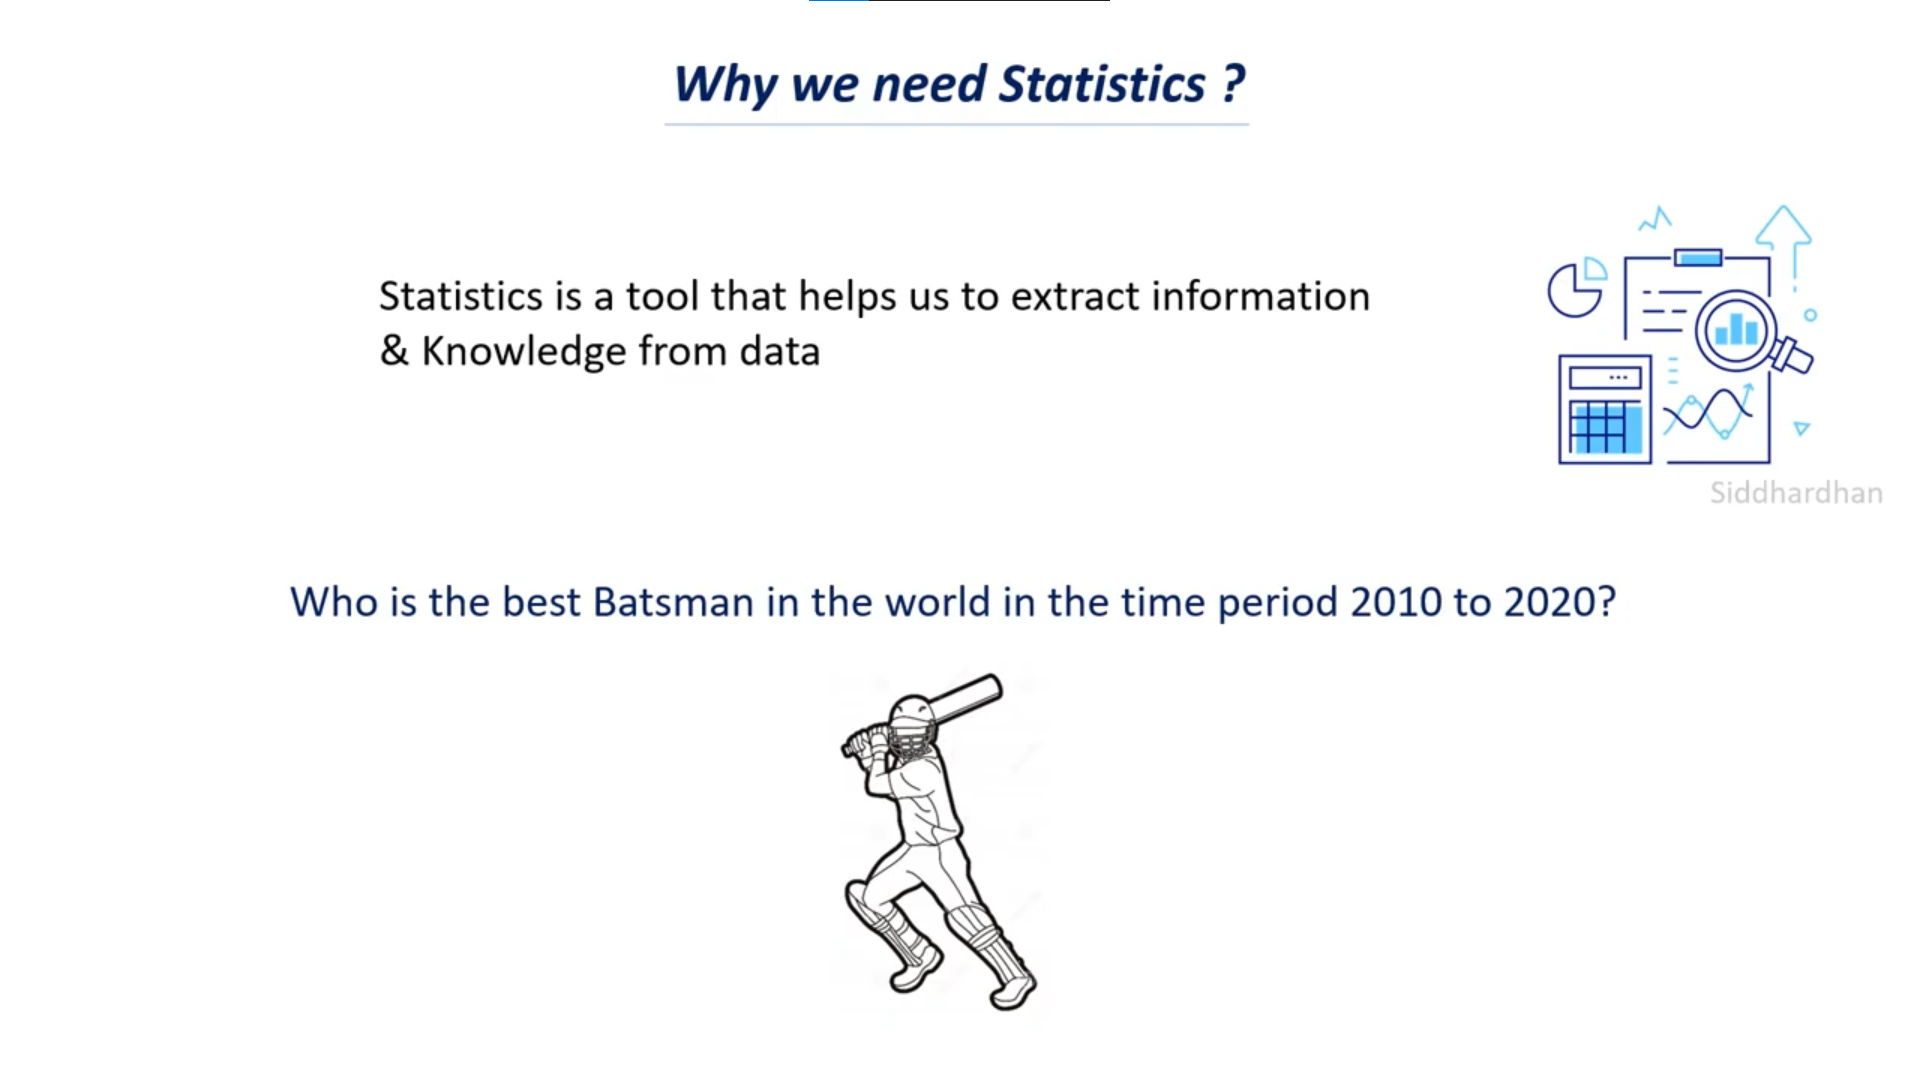 Why we need Statistics ?
Statistics is a tool that helps us to extract information
& Knowledge from data
Siddhardhan
Who is the best Batsman in the world in the time period 2010 to 2020?